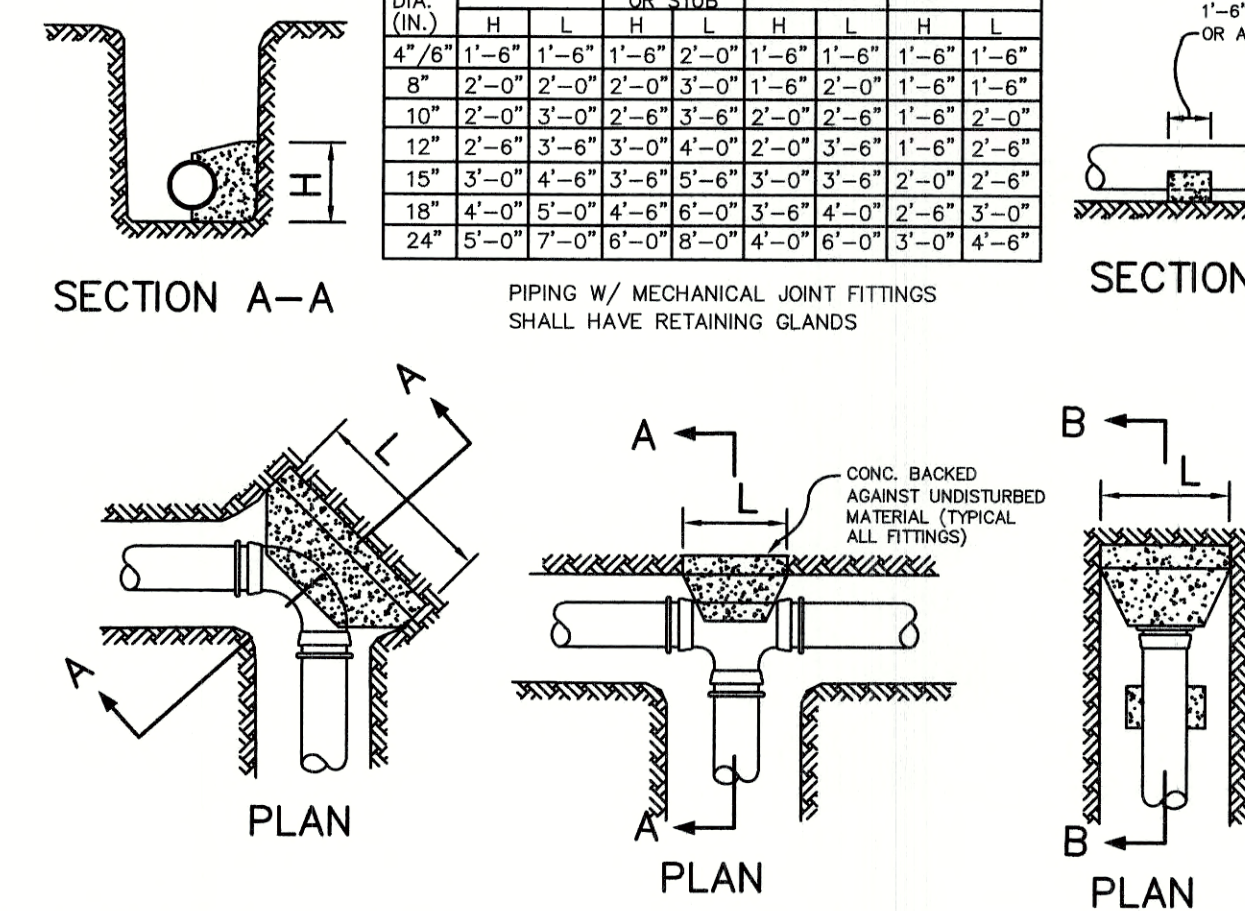 DIA.
(IN.)
OR STUB
H L H L H L H L
4"/6" 1'-6" 1'-6" 1'-6" 2'-0" 1'-6" 1'-6" 1'-6" 1'-6"
8" 2'-0" 2'-0" 2'-0" 3'-0" 1'-6" 2'-0" 1'-6" 1'-6"
10" 2'-0" 3'-0" 2'-6" 3'-6" 2'-0" 2'-6" 1'-6" 2'-0"
12" 2'-6" 3'-6" 3'-0" 4'-0" 2'-0" 3'-6" 1'-6" 2'-6"
15" 3'-0" 4'-6" 3'-6" 5'-6" 3'-0" 3'-6" 2'-0" 2'-6"
18" 4'-0" 5'-0" 4'-6" 6'-0" 3'-6" 4'-0" 2'-6" 3'-0"
24" 5'-0" 7'-0" 6'-0" 8'-0" 4'-0" 6'-0" 3'-0" 4'-6"
1'-6"
OR A
H
SECTION A-A
PIPING W/ MECHANICAL JOINT FITTINGS
SHALL HAVE RETAINING GLANDS
SECTION
A
L
A
PLAN
A
L
CONC. BACKED
AGAINST UNDISTURBED
MATERIAL (TYPICAL
ALL FITTINGS)
A
PLAN
B
L
B
PLAN